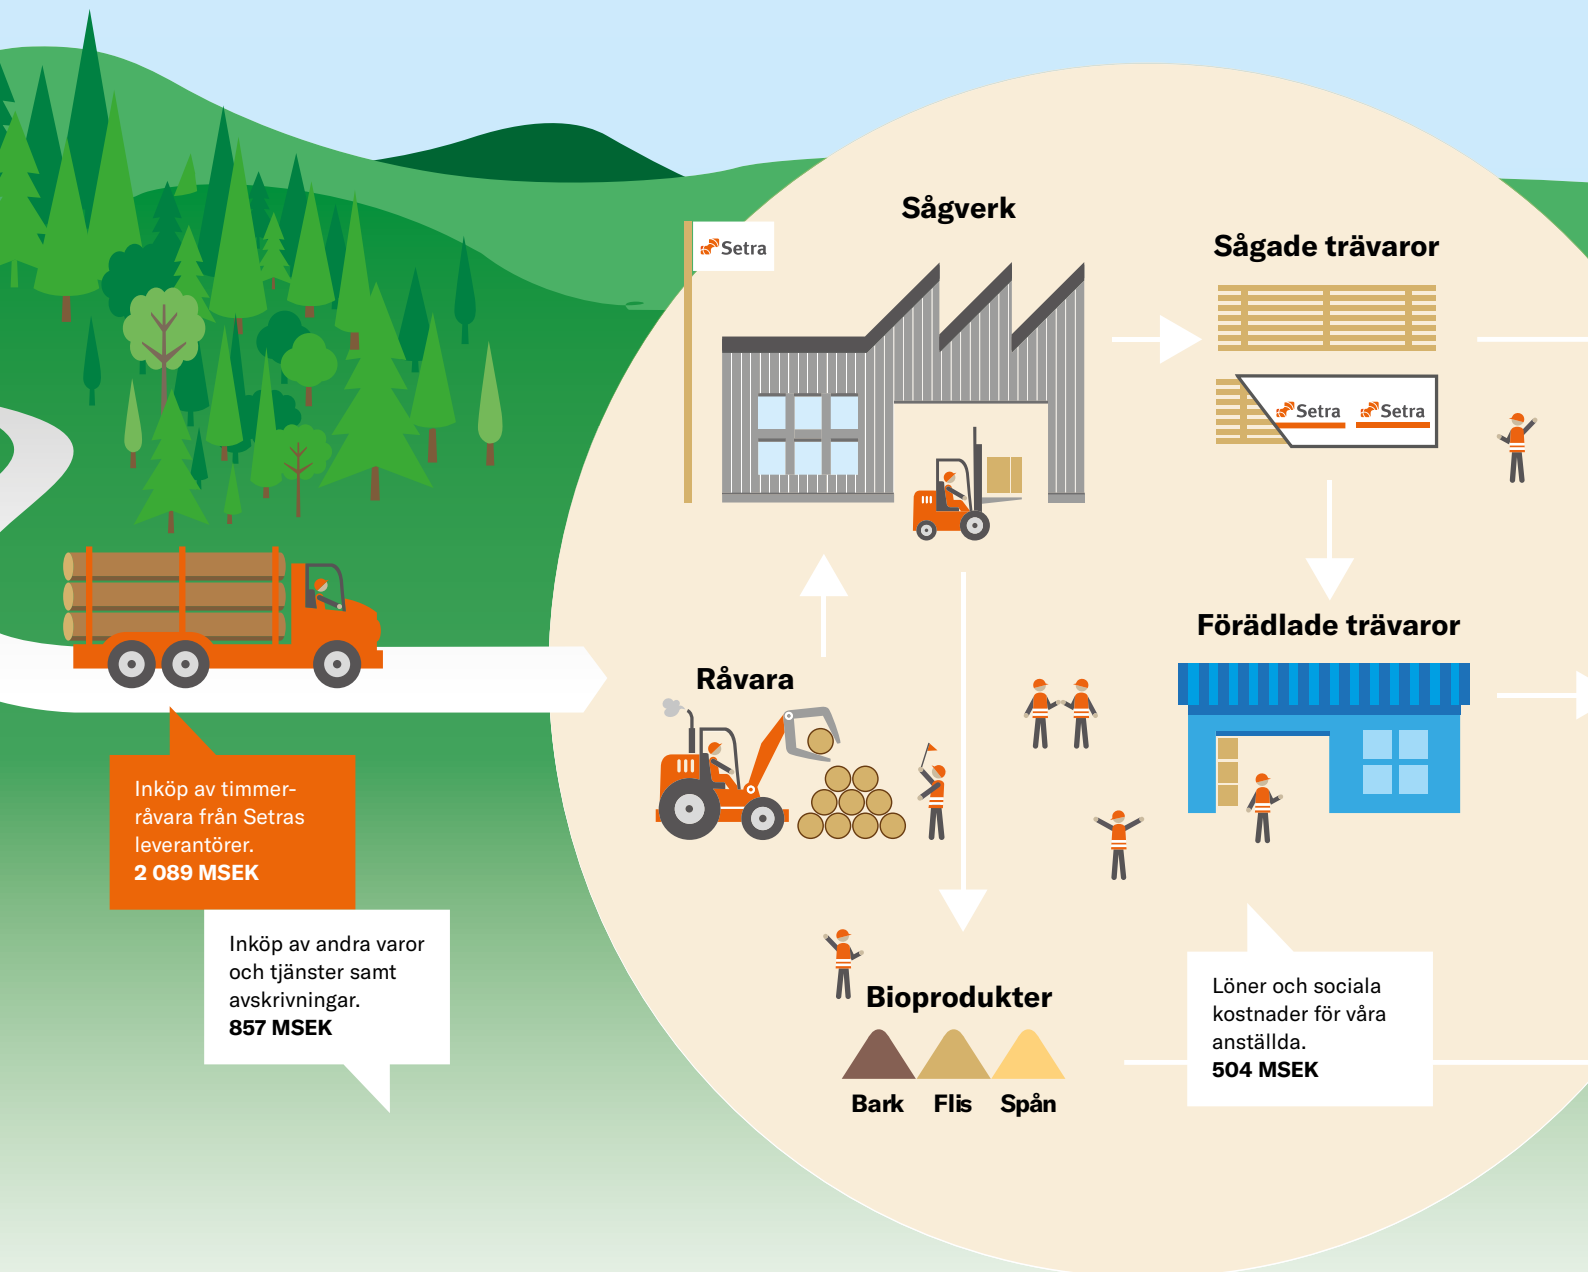 Sågverk
Setra
Sågade trävaror
Setra Setra
Förädlade trävaror
Råvara
Inköp av timmer-
råvara från Setras
leverantörer.
2 089 MSEK
Inköp av andra varor
och tjänster samt
avskrivningar.
857 MSEK
Bioprodukter
Bark Flis Spån
Löner och sociala
kostnader för våra
anställda.
504 MSEK